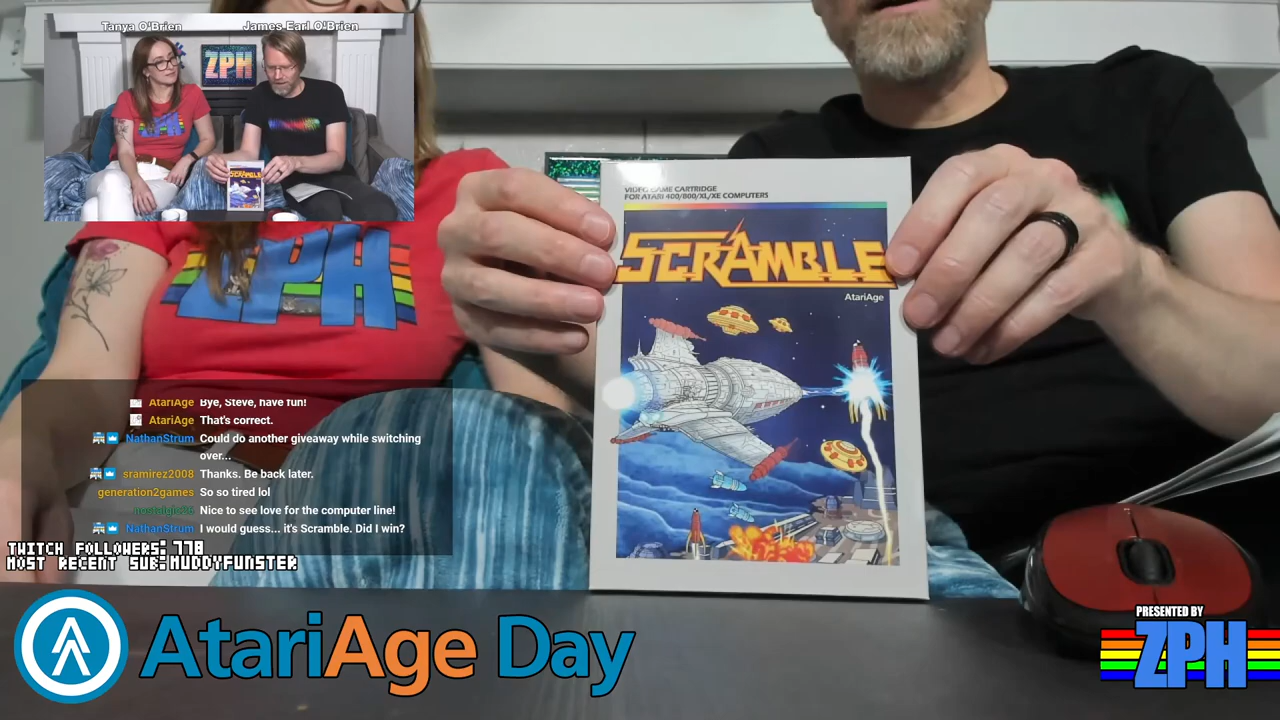 Tanya O'Brien
James Earl O'Brien
ZPH
SCRAMBLE
VIDEO GAME CARTRIDGE
FOR ATARI 400/800/XL/XE COMPUTERS
SCRAMBLE
AtariAge
ZPH
AtariAge Bye, Steve, have fun!
AtariAge That's correct.
NathanStrum Could do another giveaway while switching
over...
sramirez2008 Thanks. Be back later.
generation2games So so tired lol
nostalgic26 Nice to see love for the computer line!
NathanStrum I would guess... it's Scramble. Did I win?
TWITCH FOLLOWERS: 770
MOST RECENT SUB: MUDDYFUNSTER
AtariAge Day
PRESENTED BY
ZPH